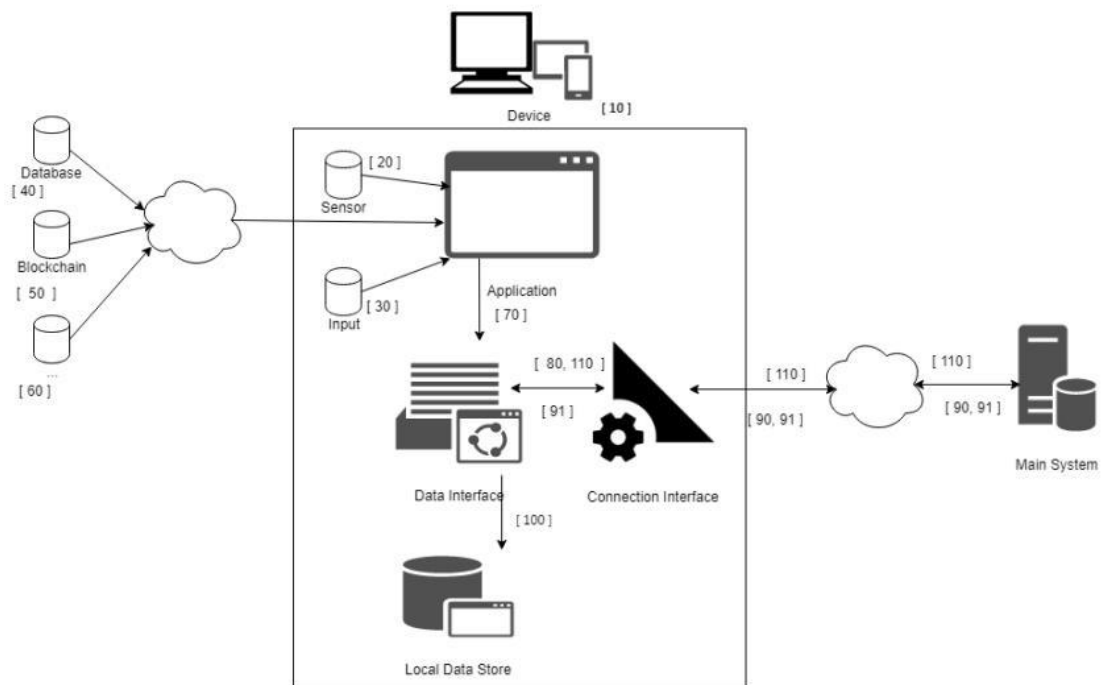 Device
[ 10 ]
Database
[ 40 ]
Blockchain
[ 50 ]
...
[ 60 ]
[ 20 ]
Sensor
[ 30 ]
Input
Application
[ 70 ]
[ 80, 110 ]
[ 91 ]
Data Interface
Connection Interface
[ 110 ]
[ 90, 91 ]
[ 110 ]
[ 90, 91 ]
Main System
[ 100 ]
Local Data Store